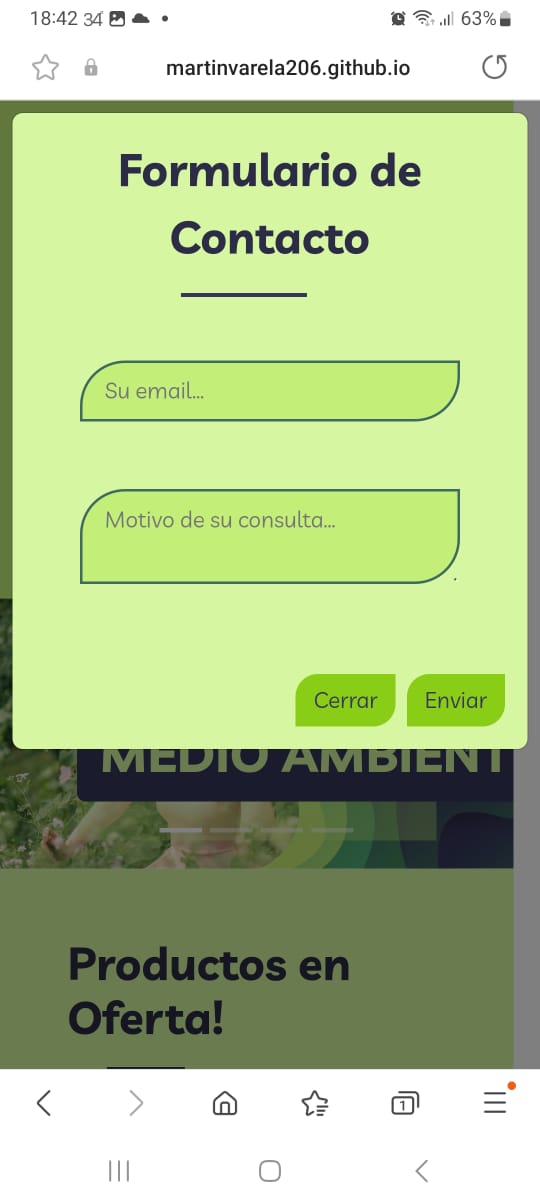 18:42 34 63%
martinvarela206.github.io
Formulario de
Contacto
Su email...
Motivo de su consulta...
Cerrar Enviar
MEDIO AMBIENT
Productos en
Oferta!
1